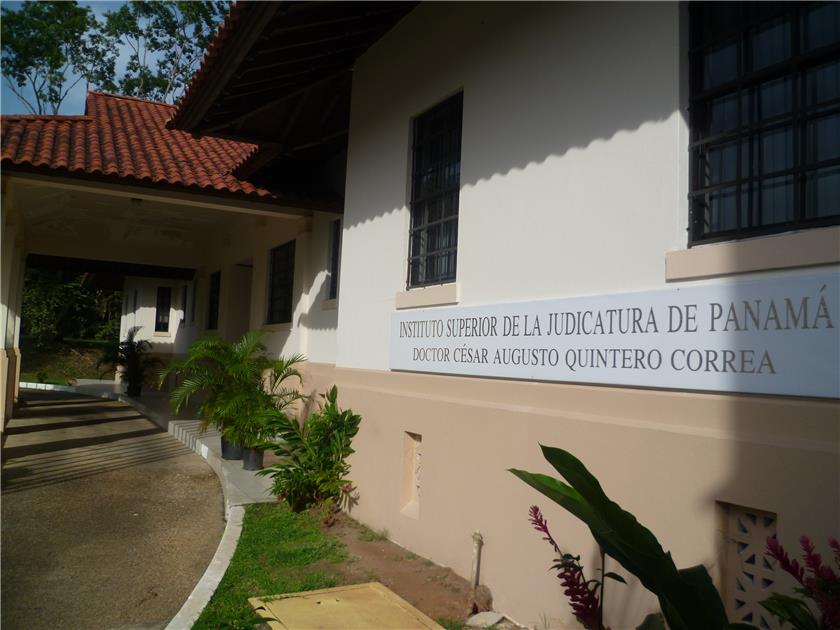 INSTITUTO SUPERIOR DE LA JUDICATURA DE PANAMÁ
DOCTOR CÉSAR AUGUSTO QUINTERO CORREA